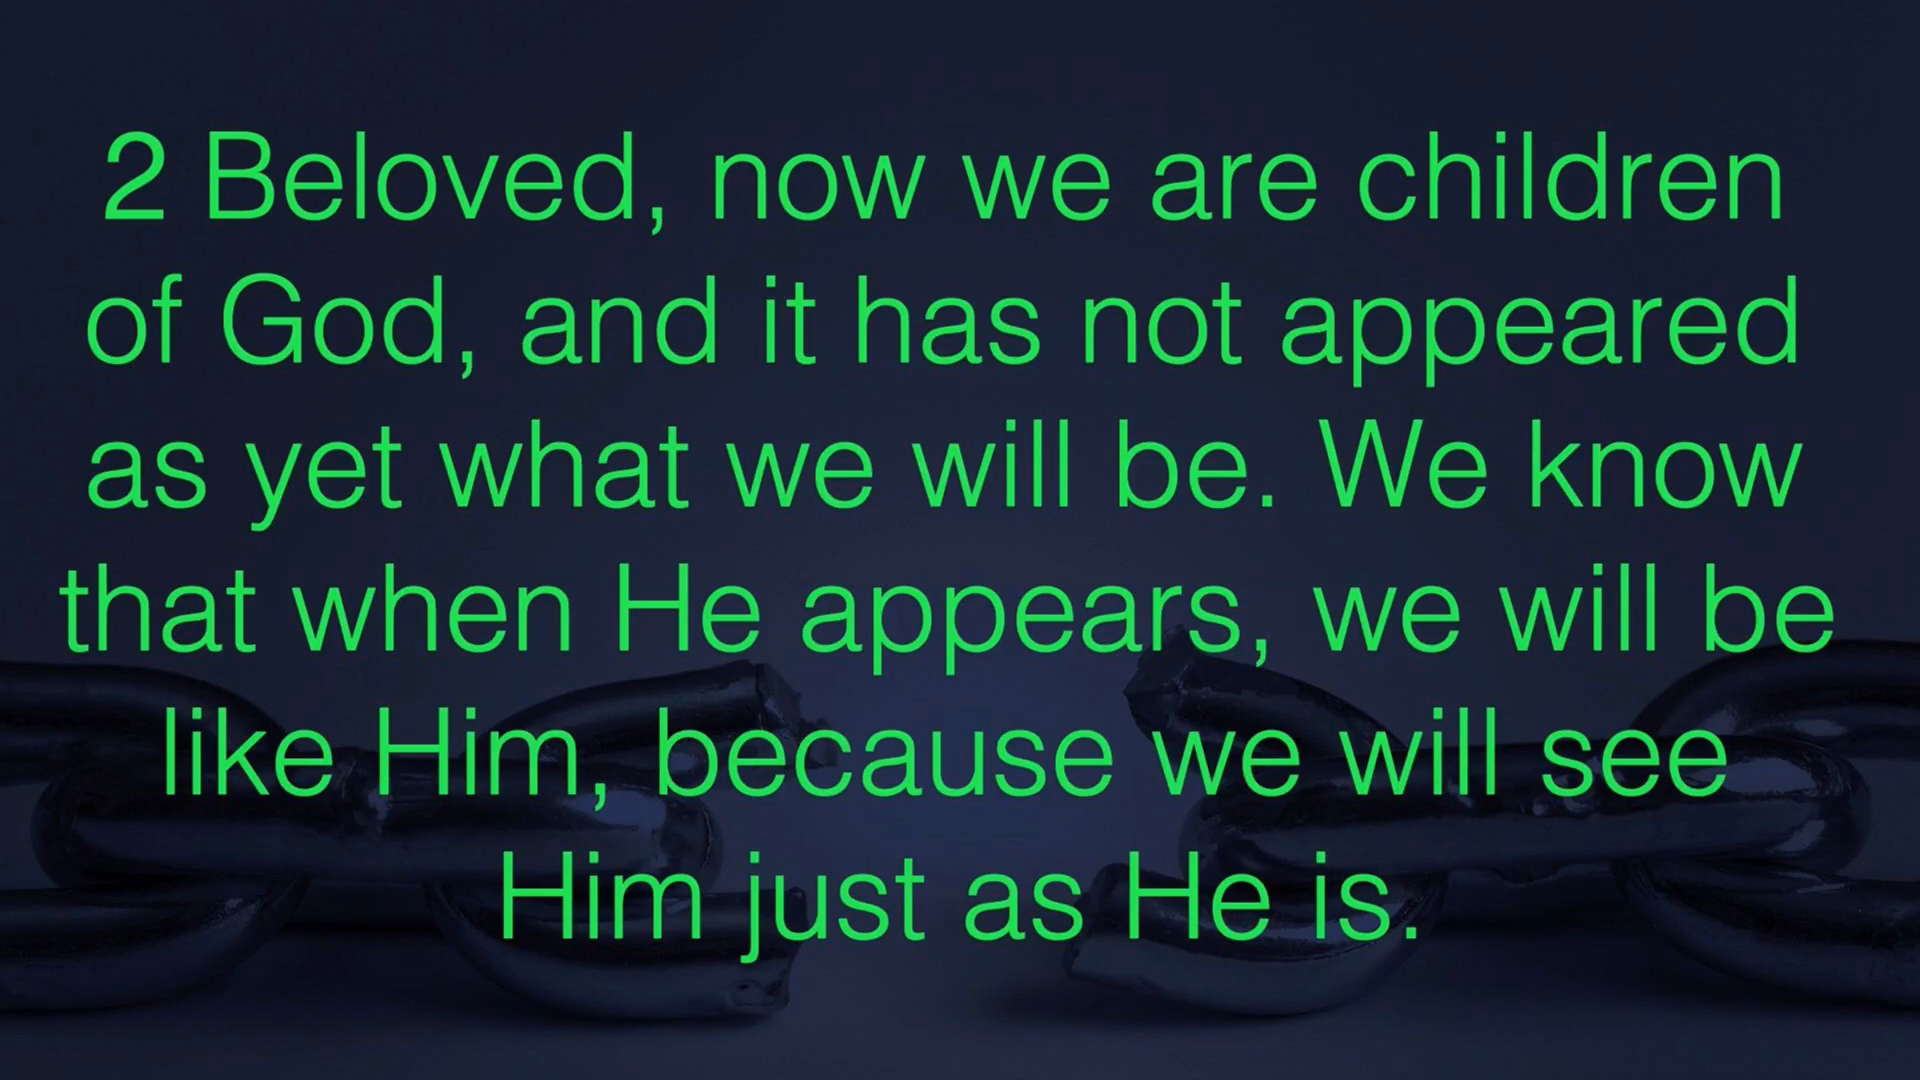 2 Beloved, now we are children
of God, and it has not appeared
as yet what we will be. We know
that when He appears, we will be
like Him, because we will see
Him just as He is.